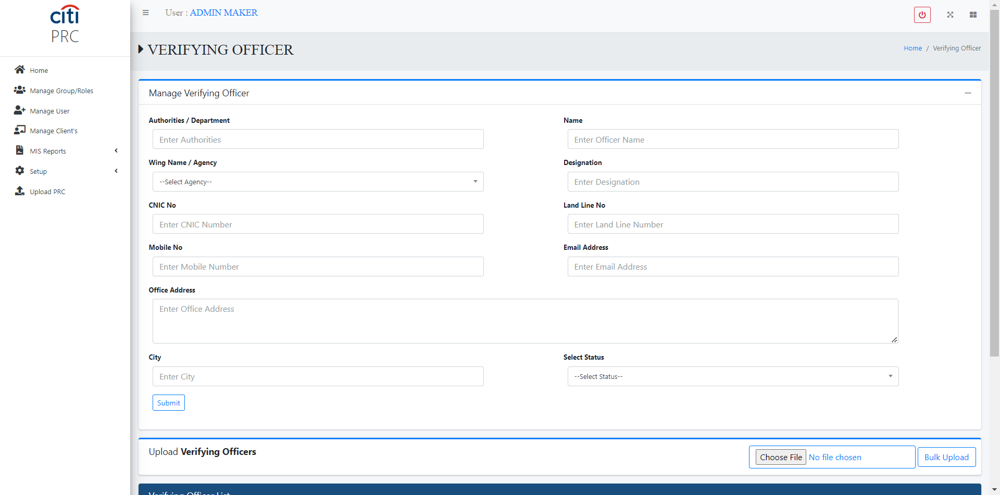 citi
PRC
Home
Manage Group/Roles
Manage User
Manage Client's
MIS Reports
Setup
Upload PRC
User : ADMIN MAKER
VERIFYING OFFICER
Home / Verifying Officer
Manage Verifying Officer
Authorities / Department
Name
Enter Authorities
Enter Officer Name
Wing Name / Agency
Designation
--Select Agency--
Enter Designation
CNIC No
Land Line No
Enter CNIC Number
Enter Land Line Number
Mobile No
Email Address
Enter Mobile Number
Enter Email Address
Office Address
Enter Office Address
City
Select Status
Enter City
--Select Status--
Submit
Upload Verifying Officers
Choose File No file chosen
Bulk Upload
Verifying Officer List